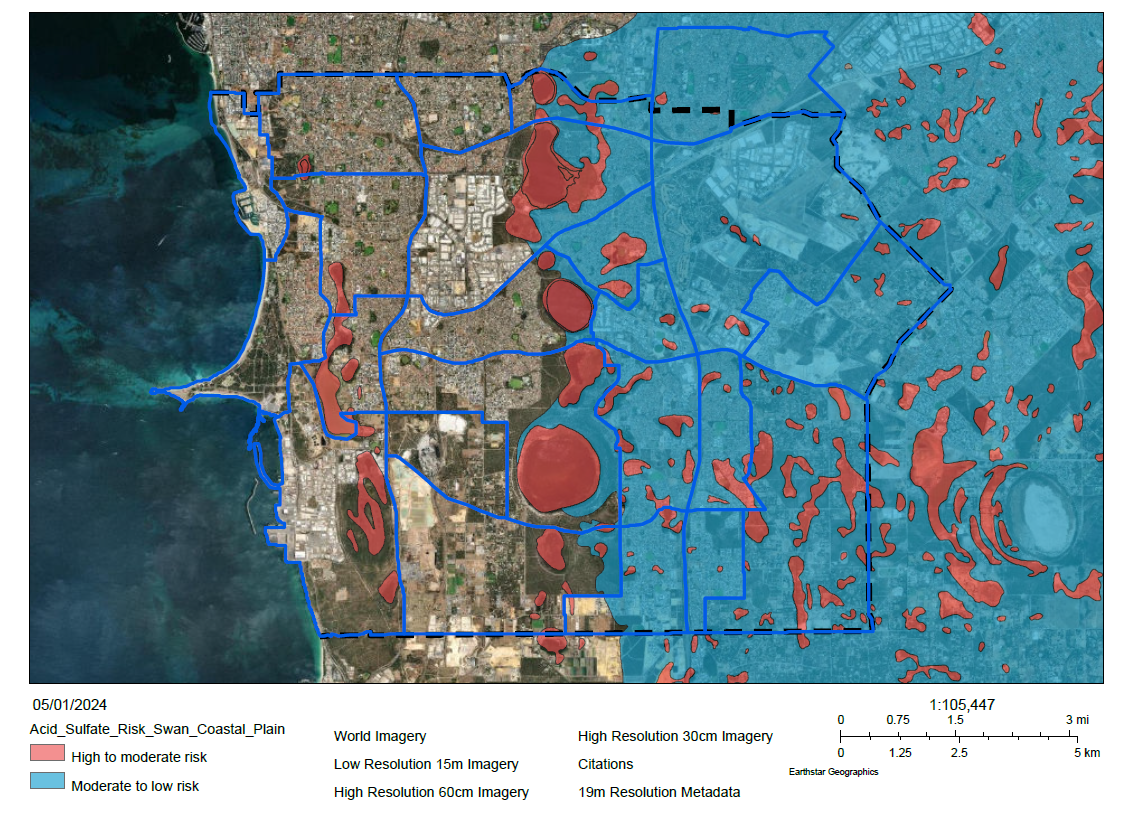 05/01/2024
Acid_Sulfate_Risk_Swan_Coastal_Plain
High to moderate risk
Moderate to low risk
World Imagery
Low Resolution 15m Imagery
High Resolution 60cm Imagery
High Resolution 30cm Imagery
Citations
19m Resolution Metadata
1:105,447
0 0.75 1.5 3 mi
0 1.25 2.5 5 km
Earthstar Geographics